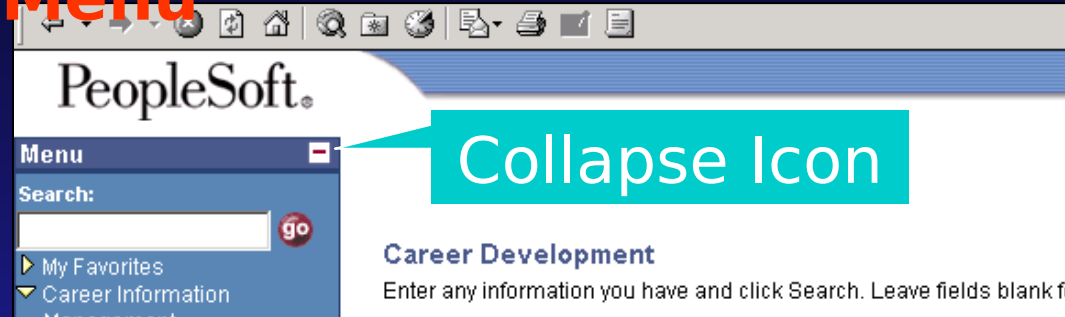 Menu
PeopleSoft®
Menu
Collapse Icon
Search:
go
Career Development
My Favorites
Enter any information you have and click Search. Leave fields blank f
Career Information
Management